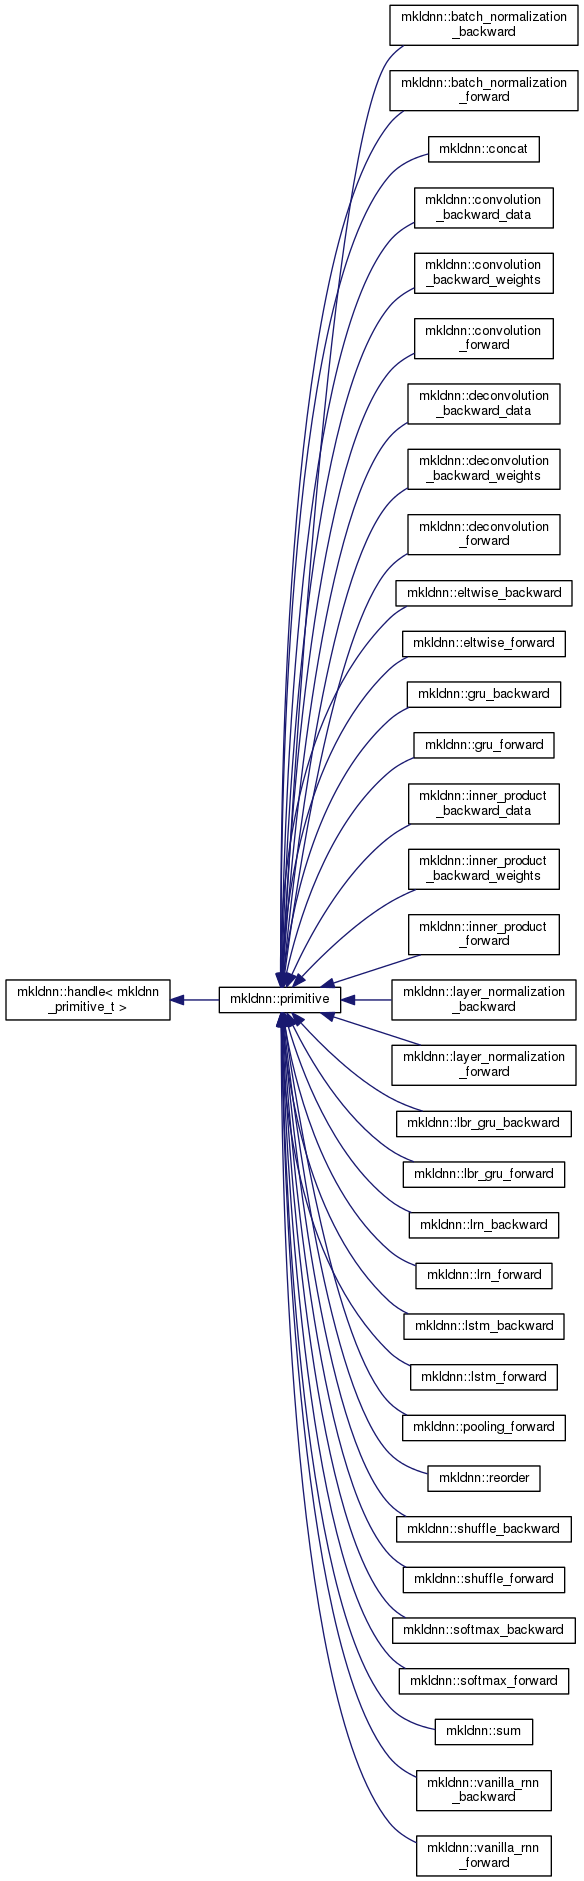 mkldnn::batch_normalization
_backward
mkldnn::batch_normalization
_forward
mkldnn::concat
mkldnn::convolution
_backward_data
mkldnn::convolution
_backward_weights
mkldnn::convolution
_forward
mkldnn::deconvolution
_backward_data
mkldnn::deconvolution
_backward_weights
mkldnn::deconvolution
_forward
mkldnn::eltwise_backward
mkldnn::eltwise_forward
mkldnn::gru_backward
mkldnn::gru_forward
mkldnn::inner_product
_backward_data
mkldnn::inner_product
_backward_weights
mkldnn::inner_product
_forward
mkldnn::handle< mkldnn
_primitive_t >
mkldnn::primitive
mkldnn::layer_normalization
_backward
mkldnn::layer_normalization
_forward
mkldnn::lbr_gru_backward
mkldnn::lbr_gru_forward
mkldnn::lrn_backward
mkldnn::lrn_forward
mkldnn::lstm_backward
mkldnn::lstm_forward
mkldnn::pooling_forward
mkldnn::reorder
mkldnn::shuffle_backward
mkldnn::shuffle_forward
mkldnn::softmax_backward
mkldnn::softmax_forward
mkldnn::sum
mkldnn::vanilla_rnn
_backward
mkldnn::vanilla_rnn
_forward